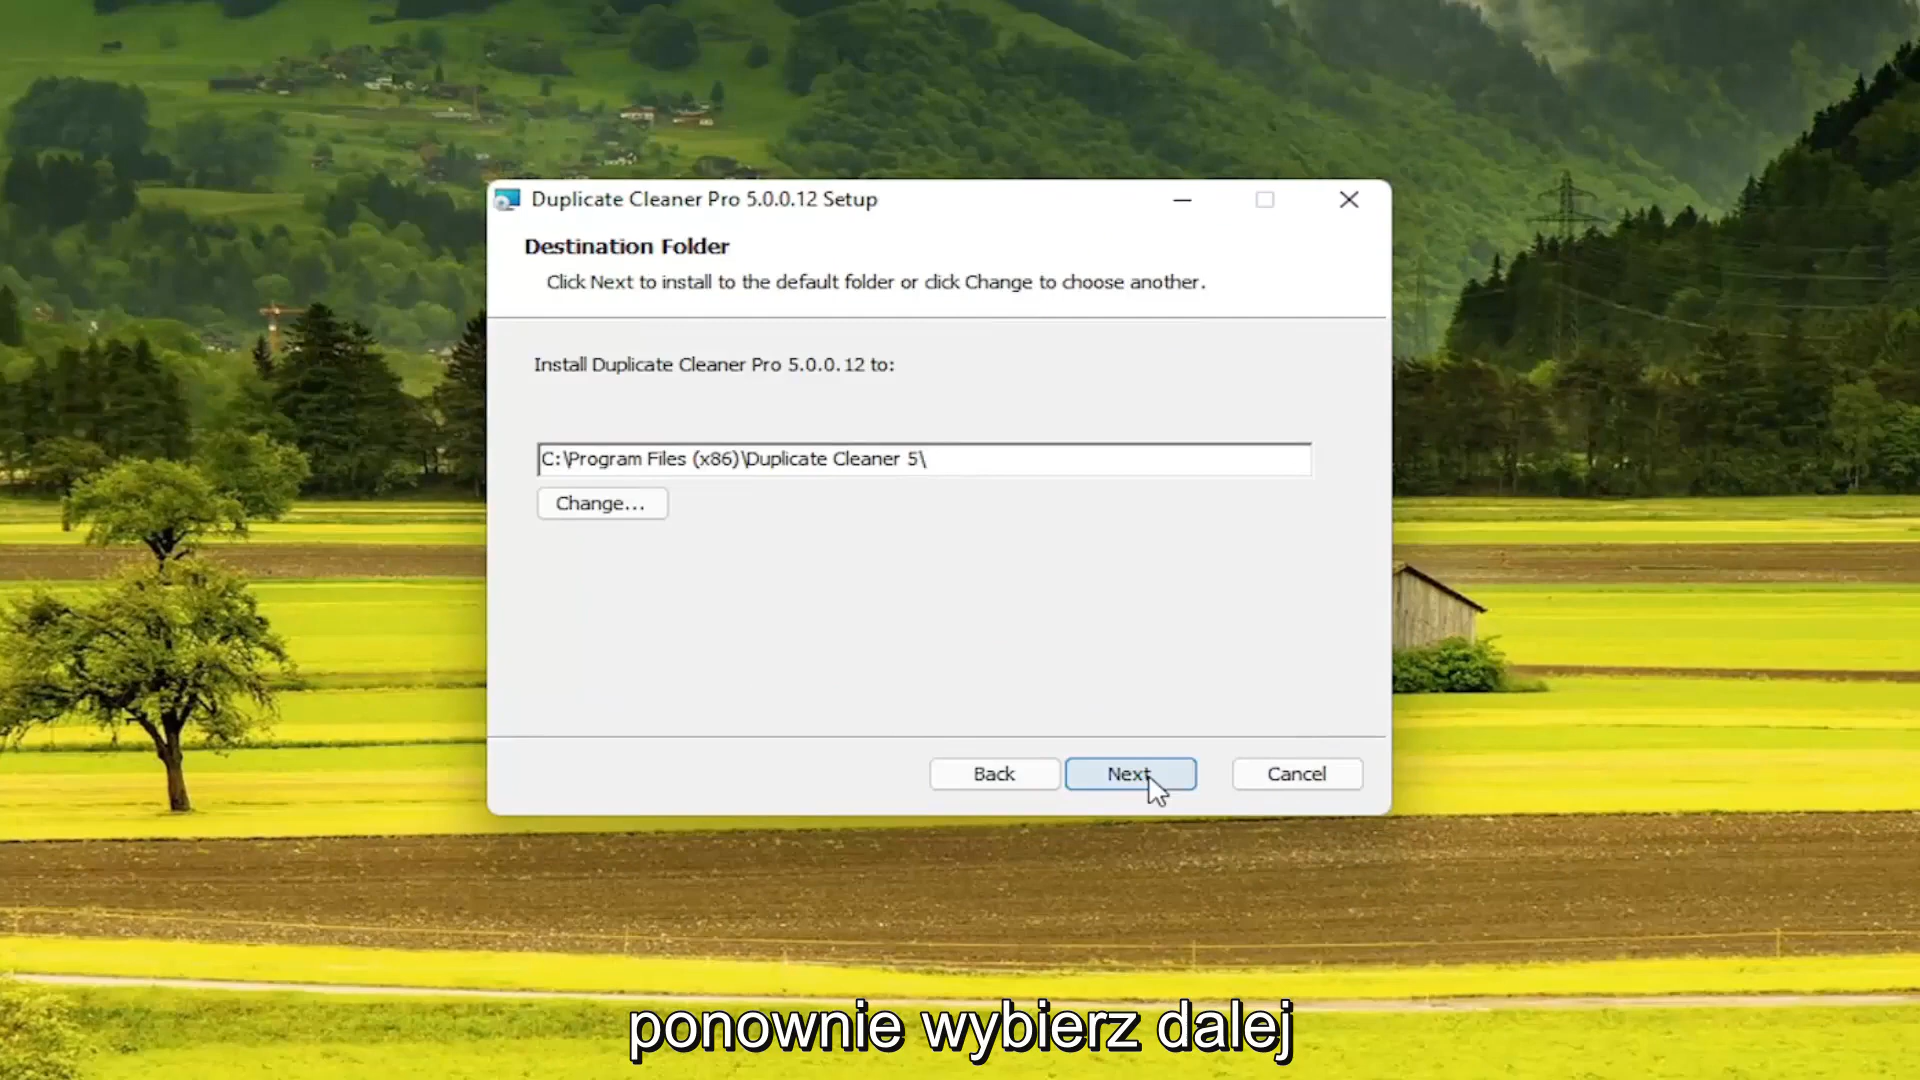 Duplicate Cleaner Pro 5.0.0.12 Setup
Destination Folder
Click Next to install to the default folder or click Change to choose another.
Install Duplicate Cleaner Pro 5.0.0.12 to:
C:\Program Files (x86)\Duplicate Cleaner 5\
Change...
Back Next Cancel
ponownie wybierz dalej